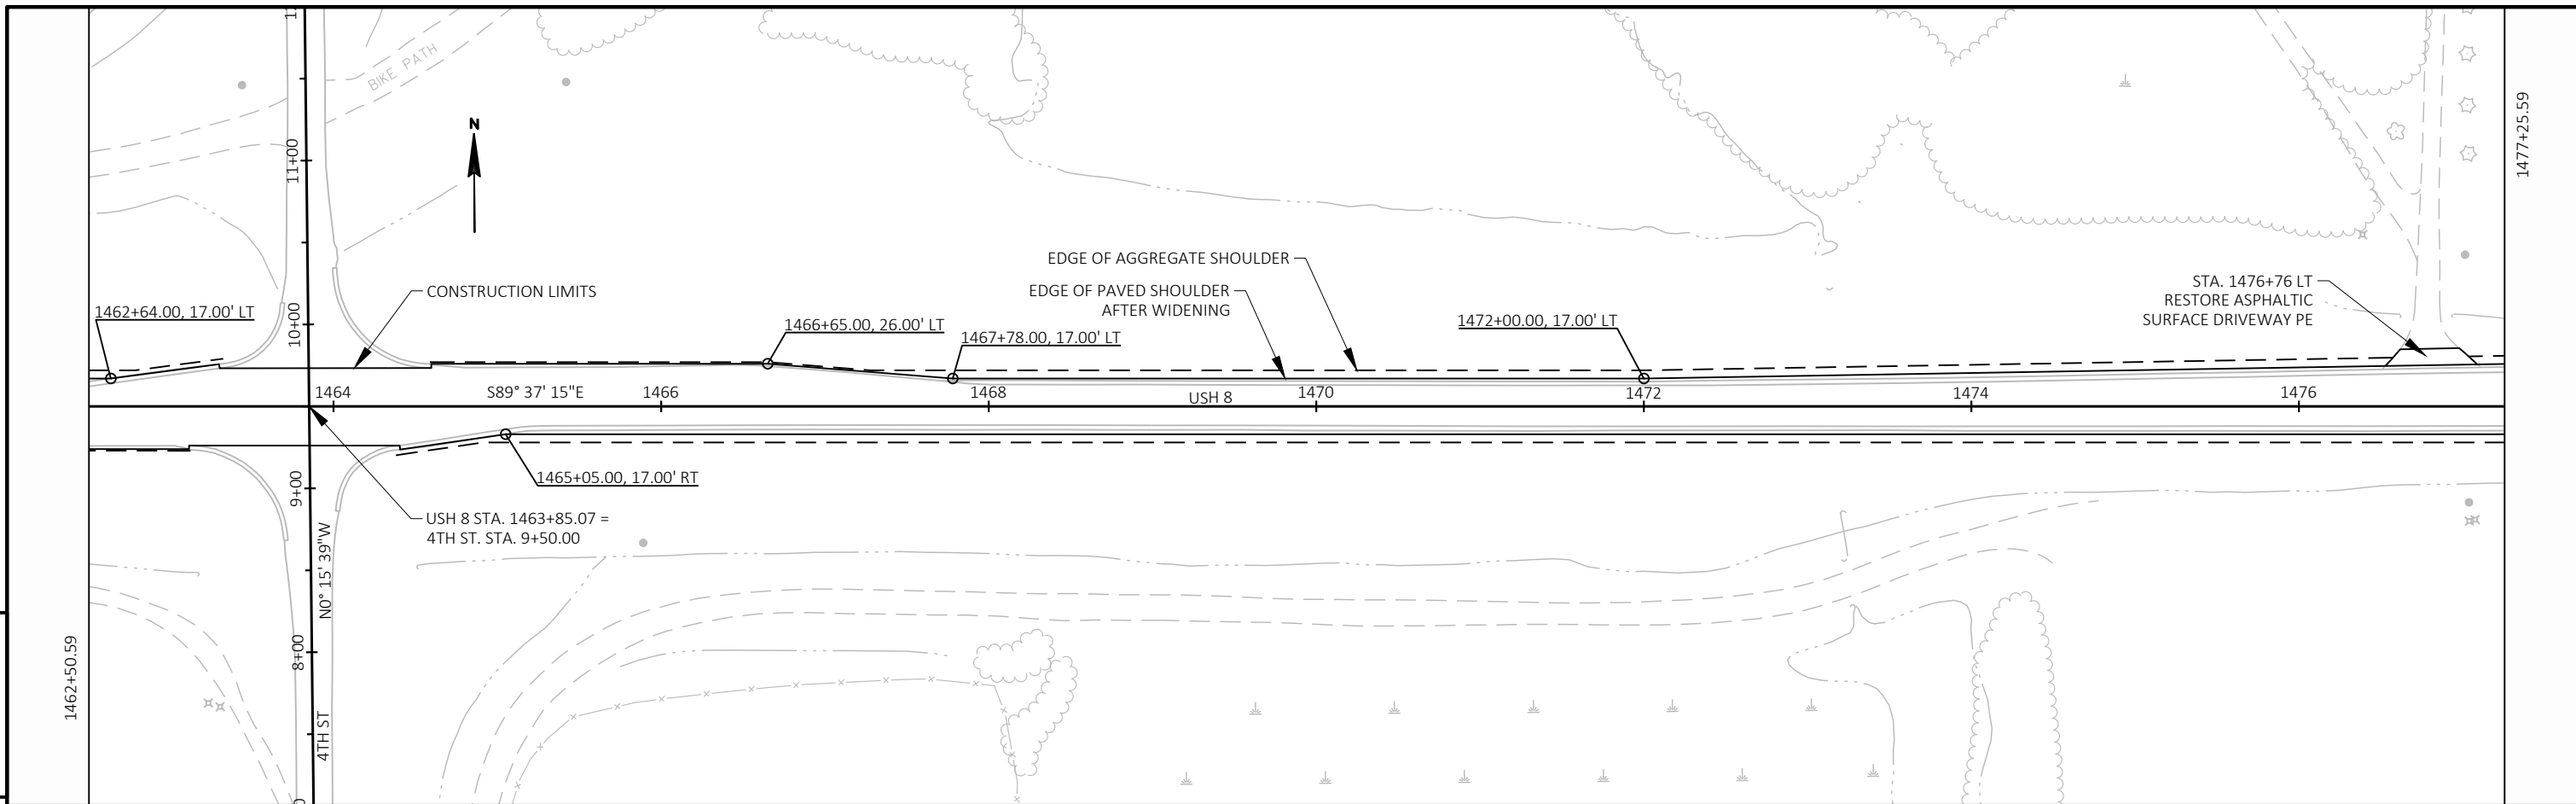 BIKE PATH
N
11+00
10+00
9+00
8+00
1462+50.59
1477+25.59
CONSTRUCTION LIMITS
1462+64.00, 17.00' LT
EDGE OF AGGREGATE SHOULDER
EDGE OF PAVED SHOULDER
AFTER WIDENING
1466+65.00, 26.00' LT
1467+78.00, 17.00' LT
1472+00.00, 17.00' LT
STA. 1476+76 LT
RESTORE ASPHALTIC
SURFACE DRIVEWAY PE
1464
S89° 37' 15"E
1466
1468
USH 8
1470
1472
1474
1476
1465+05.00, 17.00' RT
USH 8 STA. 1463+85.07 =
4TH ST. STA. 9+50.00
N0° 15' 39"W
4TH ST